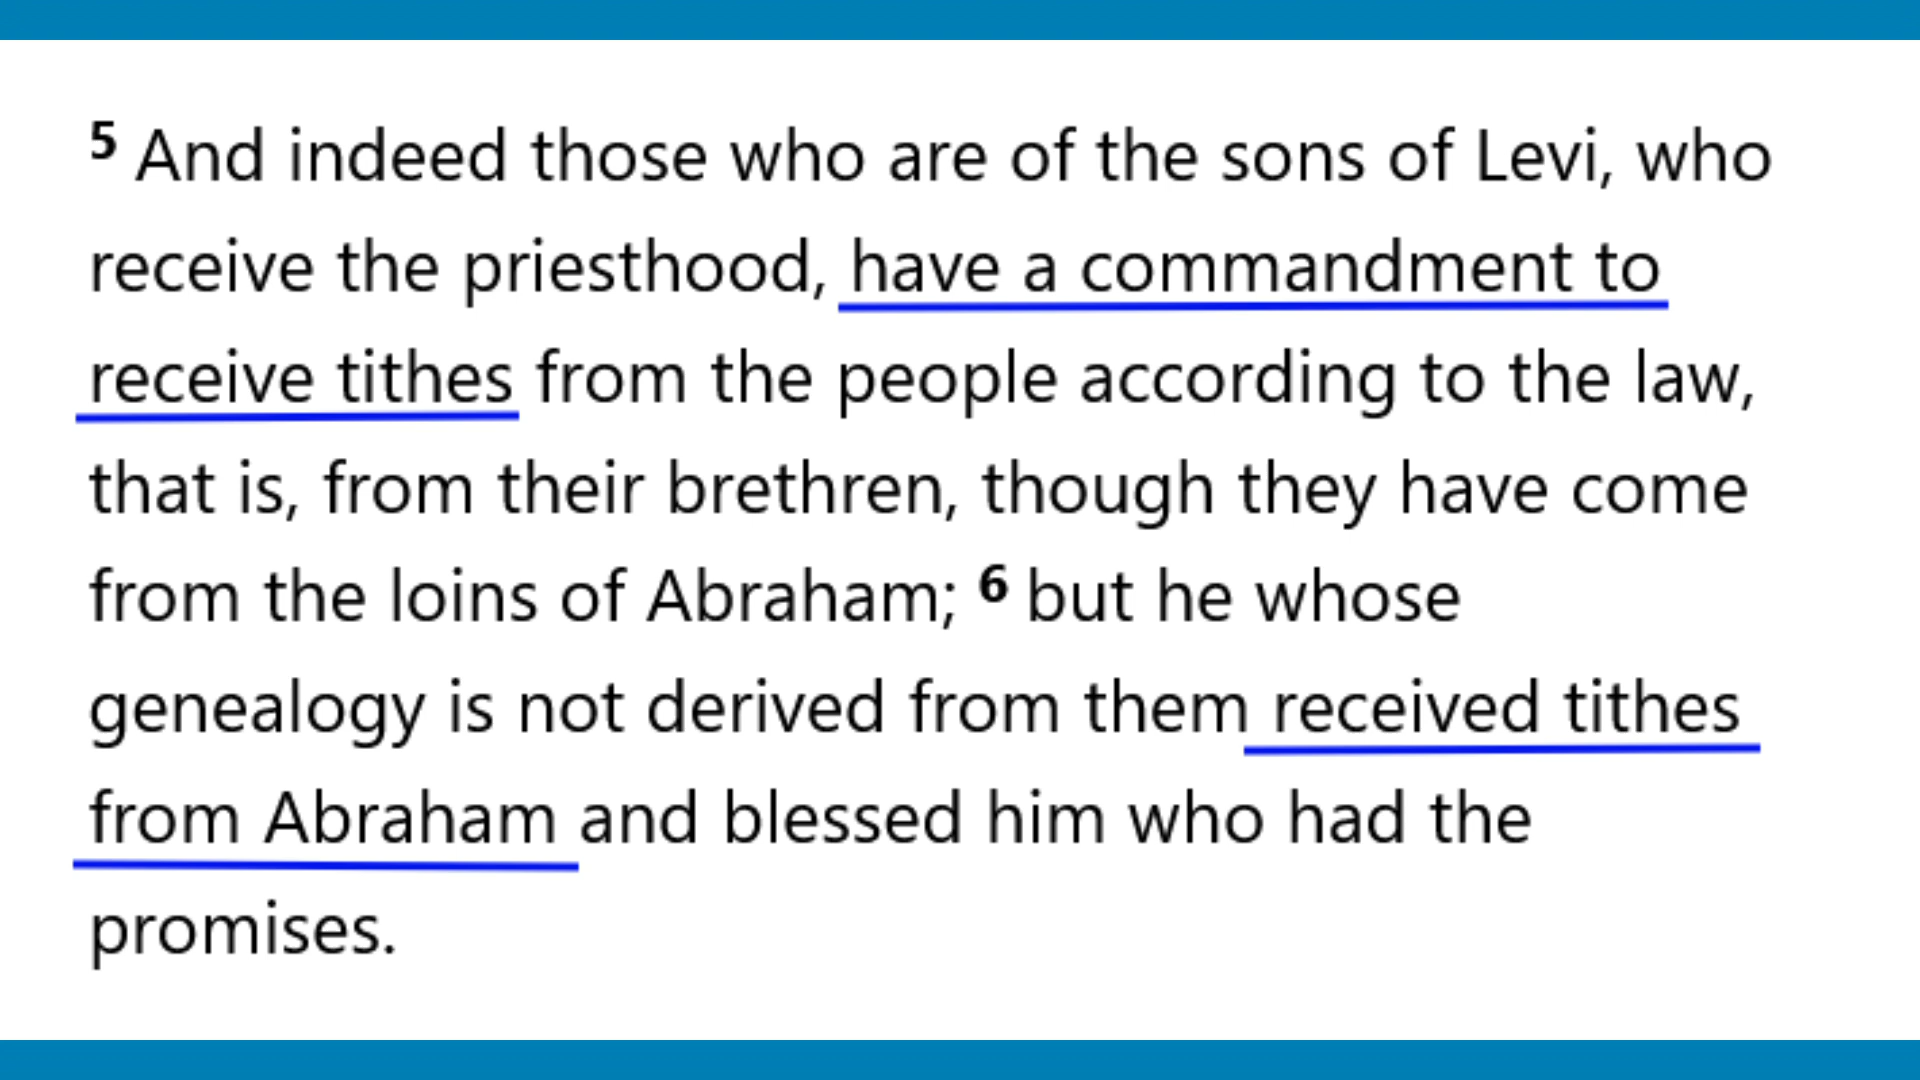 5 And indeed those who are of the sons of Levi, who
receive the priesthood, have a commandment to
receive tithes from the people according to the law,
that is, from their brethren, though they have come
from the loins of Abraham; 6 but he whose
genealogy is not derived from them received tithes
from Abraham and blessed him who had the
promises.